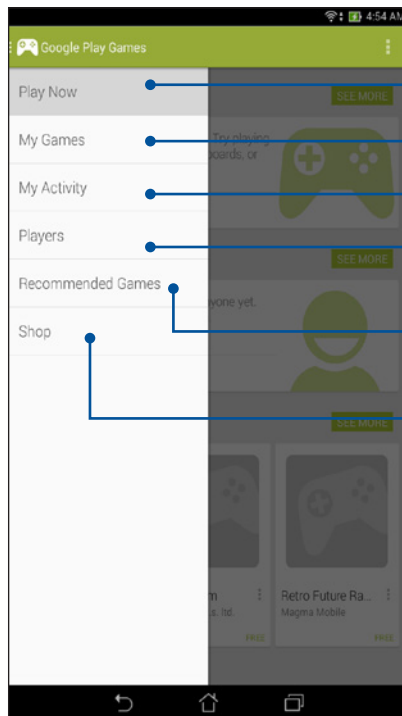 4:54 AM
Google Play Games
Play Now
SEE MORE
My Games
Try playing
boards, or
My Activity
Players
SEE MORE
Recommended Games
yone yet.
Shop
SEE MORE
m
Retro Future Ra...
.s. ltd.
Magma Mobile
FREE
FREE